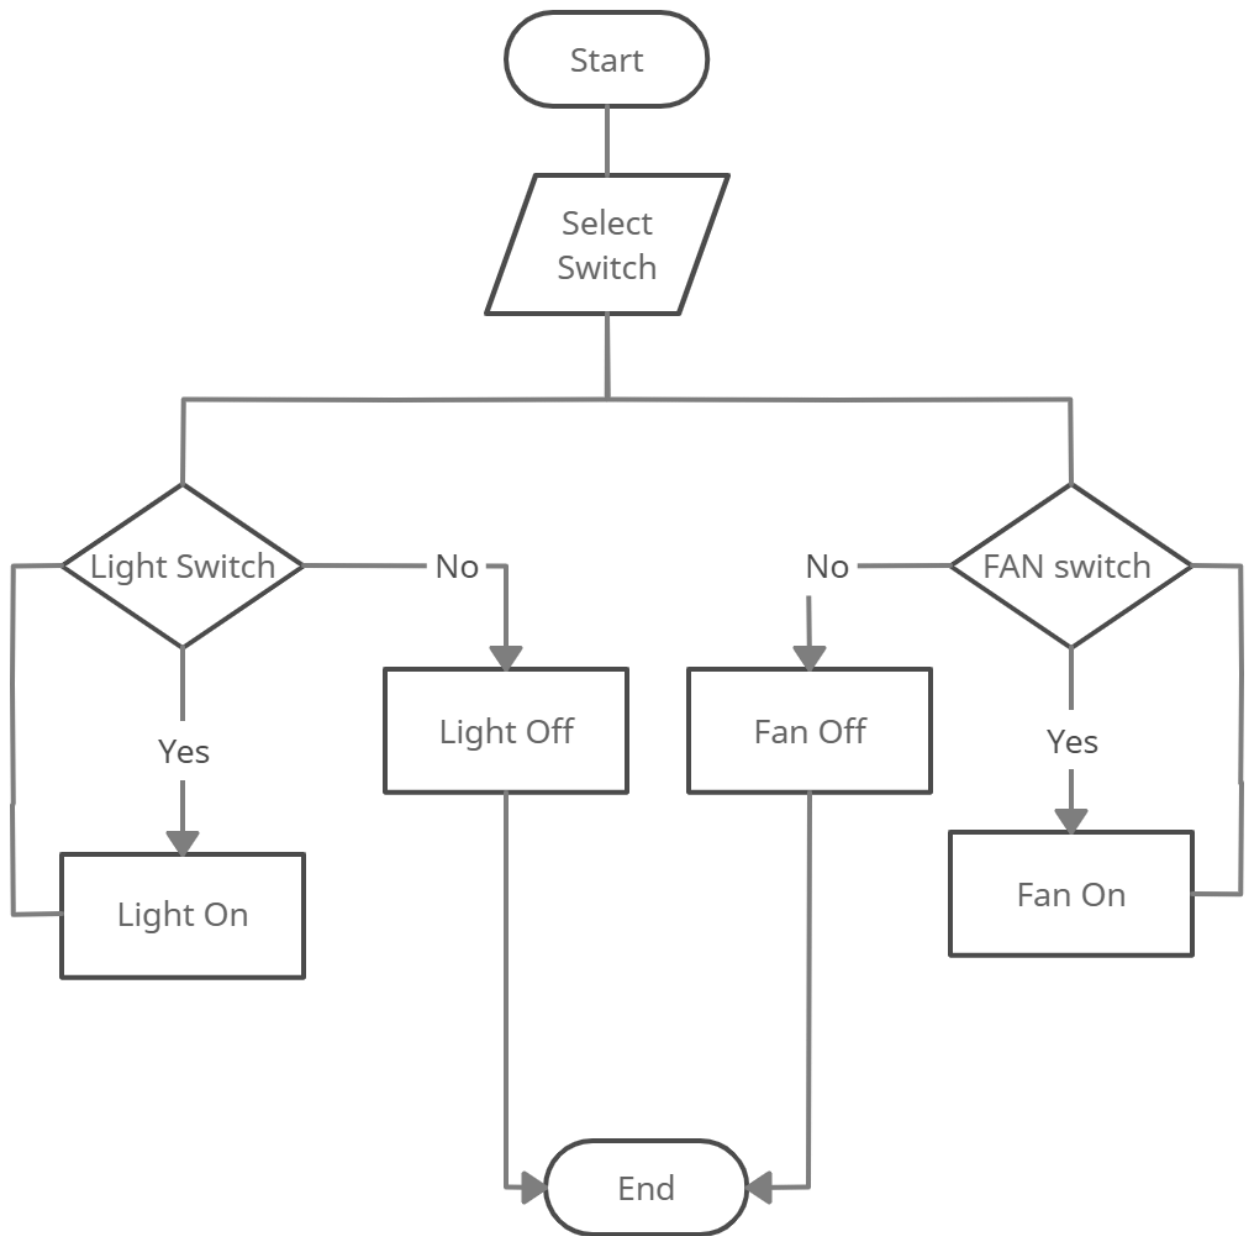 Start
Select
Switch
Light Switch
No
No
FAN switch
Light Off
Fan Off
Yes
Yes
Light On
Fan On
End